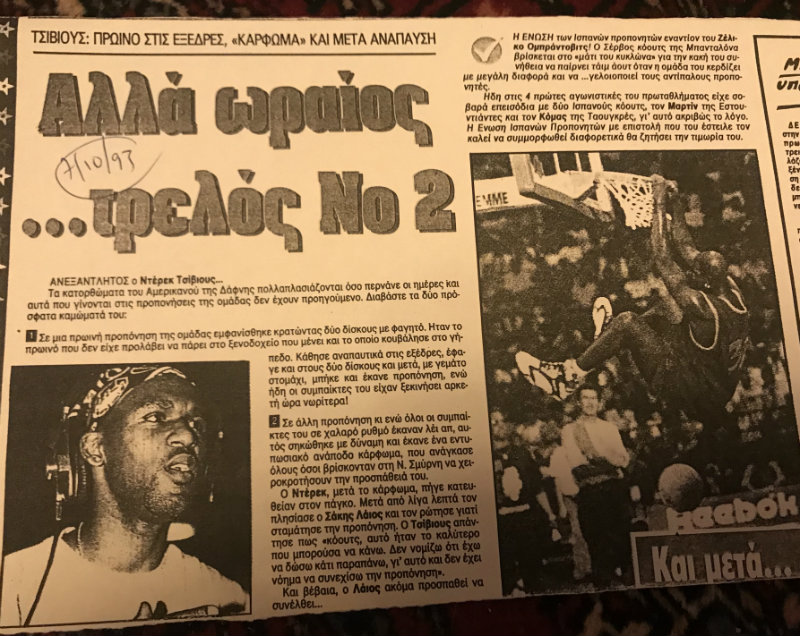 ΤΣΙΒΙΟΥΣ: ΠΡΩΙΝΟ ΣΤΙΣ ΕΞΕΔΡΕΣ, «ΚΑΡΦΩΜΑ» ΚΑΙ ΜΕΤΑ ΑΝΑΠΑΥΣΗ
Αλλά ωραίος
7/10/93
...τρελός Νο 2
ΑΝΕΞΑΝΤΛΗΤΟΣ ο Ντέρεκ Τσίβιους...
Τα κατορθώματα του Αμερικανού της Δάφνης πολλαπλασιάζονται όσο περνάνε οι ημέρες και
αυτά που γίνονται στις προπονήσεις της ομάδας δεν έχουν προηγούμενο. Διαβάστε τα δύο πρό-
σφατα καμώματά του:
1 Σε μια πρωινή προπόνηση της ομάδας εμφανίσθηκε κρατώντας δύο δίσκους με φαγητό. Ηταν το
πρωινό που δεν είχε προλάβει να πάρει στο ξενοδοχείο που μένει και το οποίο κουβάλησε στο γή-
πεδο. Κάθησε αναπαυτικά στις εξέδρες, έφα-
γε και στους δύο δίσκους και μετά, με γεμάτο
στομάχι, μπήκε και έκανε προπόνηση, ενώ
ήδη οι συμπαίκτες του είχαν ξεκινήσει αρκε-
τή ώρα νωρίτερα!
2 Σε άλλη προπόνηση κι ενώ όλοι οι συμπαί-
κτες του σε χαλαρό ρυθμό έκαναν λέι απ, αυ-
τός σηκώθηκε με δύναμη και έκανε ένα εντυ-
πωσιακό ανάποδο κάρφωμα, που ανάγκασε
όλους όσοι βρίσκονταν στη Ν. Σμύρνη να χει-
ροκροτήσουν την προσπάθειά του.
Ο Ντέρεκ, μετά το κάρφωμα, πήγε κατευ-
θείαν στον πάγκο. Μετά από λίγα λεπτά τον
πλησίασε ο Σάκης Λάιος και τον ρώτησε γιατί
σταμάτησε την προπόνηση. Ο Τσίβιους απάν-
τησε πως «κόουτς, αυτό ήταν το καλύτερο
που μπορούσα να κάνω. Δεν νομίζω ότι έχω
να δώσω κάτι παραπάνω, γι' αυτό και δεν έχει
νόημα να συνεχίσω την προπόνηση».
Και βέβαια, ο Λάιος ακόμα προσπαθεί να
συνέλθει...
Η ΕΝΩΣΗ των Ισπανών προπονητών εναντίον του Ζέλι-
κο Ομπράντοβιτς! Ο Σέρβος κόουτς της Μπανταλόνα
βρίσκεται στο «μάτι του κυκλώνα» για την κακή του συ-
νήθεια να παίρνει τάιμ άουτ όταν η ομάδα του κερδίζει
με μεγάλη διαφορά και να ...γελοιοποιεί τους αντίπαλους προπο-
νητές.
Ηδη στις 4 πρώτες αγωνιστικές του πρωταθλήματος είχε σο-
βαρά επεισόδια με δύο Ισπανούς κόουτς, τον Μαρτίν της Εστου-
ντιάντες και τον Κόμας της Ταουγκρές, γι' αυτό ακριβώς το λόγο.
Η Ενωση Ισπανών Προπονητών με επιστολή που του έστειλε τον
καλεί να συμμορφωθεί διαφορετικά θα ζητήσει την τιμωρία του.
EMME
Reebok
Και μετά...